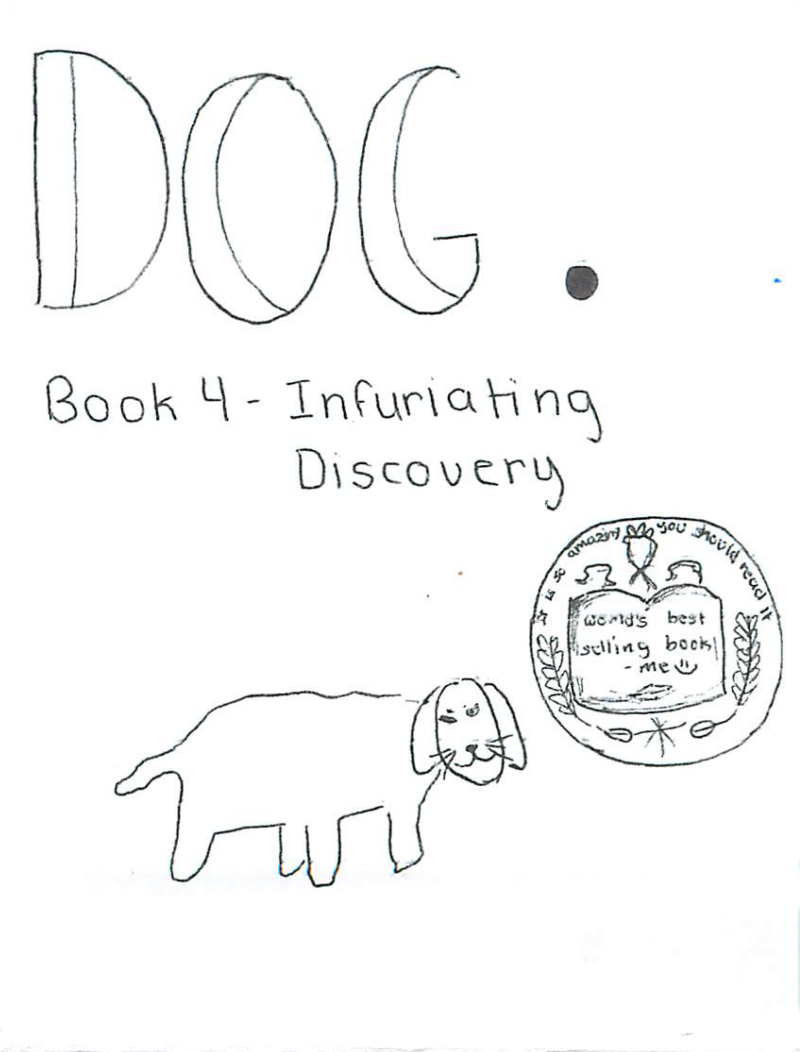 DOG.
Book 4 - Infuriating
Discovery
It is so amazing you should read it
world's best
selling book
- me